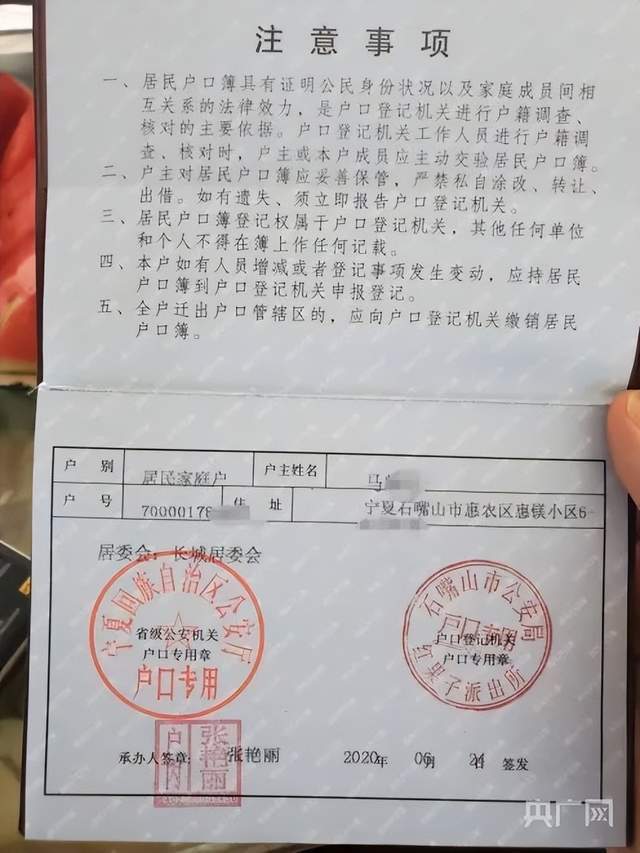 注意事项
一、居民户口簿具有证明公民身份状况以及家庭成员间相
互关系的法律效力，是户口登记机关进行户籍调查、
核对的主要依据。户口登记机关工作人员进行户籍调
查、核对时，户主或本户成员应主动交验居民户口簿。
二、户主对居民户口簿应妥善保管，严禁私自涂改、转让、
出借。如有遗失、须立即报告户口登记机关。
三、居民户口簿登记权属于户口登记机关，其他任何单位
和个人不得在簿上作任何记载。
四、本户如有人员增减或者登记事项发生变动，应持居民
户口簿到户口登记机关申报登记。
五、全户迁出户口管辖区的，应向户口登记机关缴销居民
户口簿。
户 别 居民家庭户 户主姓名 马
户 号 7000017 住 址 宁夏石嘴山市惠农区惠镁小区6-
居委会：长城居委会
宁夏回族自治区公安厅
省级公安机关
户口专用章
户口专用
石嘴山市公安局
户口专用
户口登记机关
户口专用章
红果子派出所
户口
张艳丽
承办人签章：张艳丽 2020年 06月 24日 签发
央广网